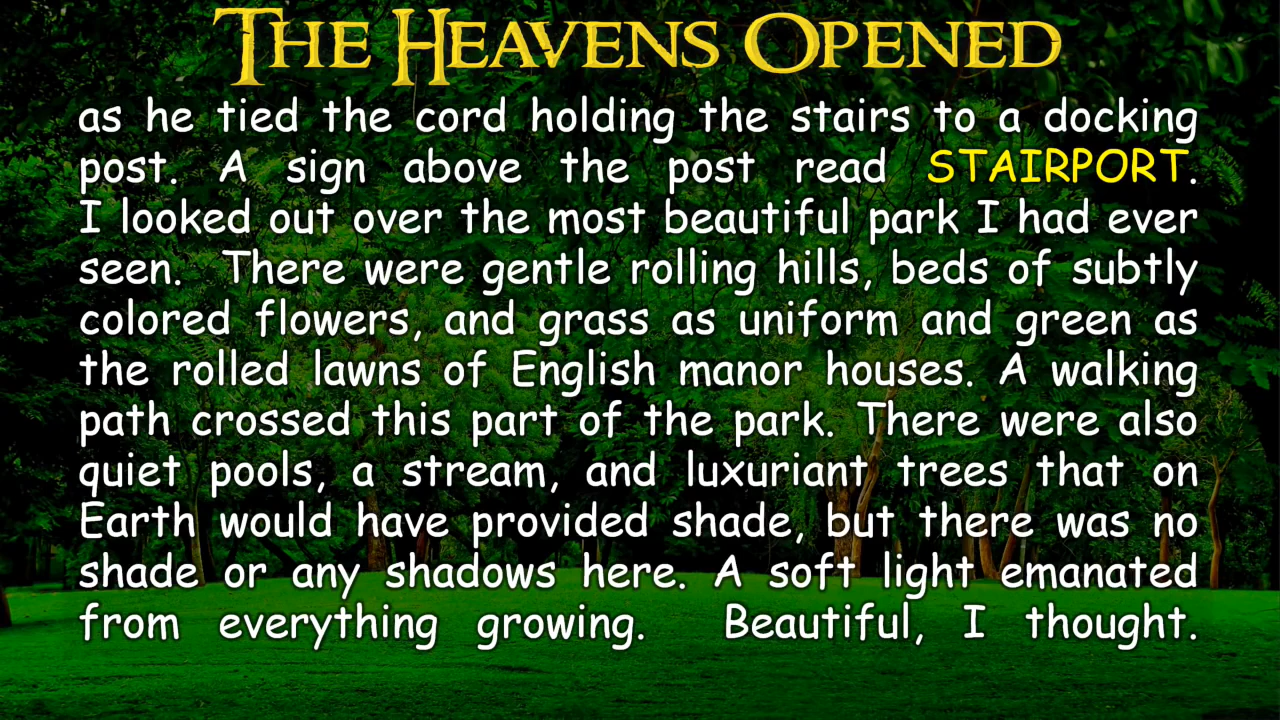 THE HEAVENS OPENED
as he tied the cord holding the stairs to a docking
post. A sign above the post read STAIRPORT.
I looked out over the most beautiful park I had ever
seen. There were gentle rolling hills, beds of subtly
colored flowers, and grass as uniform and green as
the rolled lawns of English manor houses. A walking
path crossed this part of the park. There were also
quiet pools, a stream, and luxuriant trees that on
Earth would have provided shade, but there was no
shade or any shadows here. A soft light emanated
from everything growing. Beautiful, I thought.